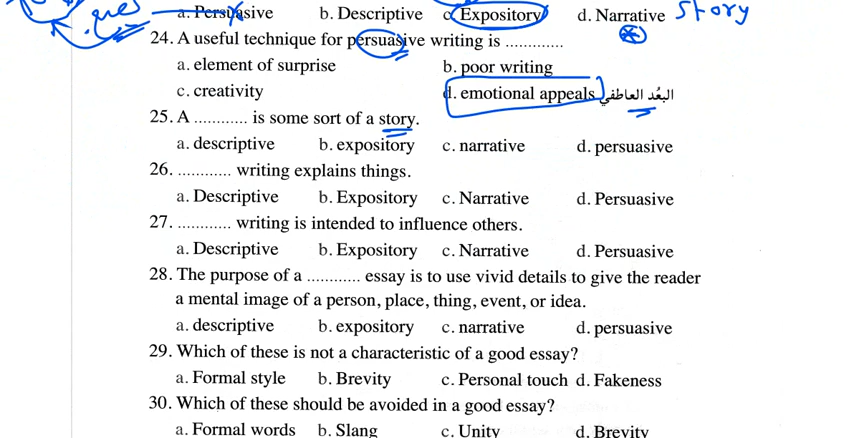 a. Persuasive b. Descriptive c. Expository d. Narrative story
24. A useful technique for persuasive writing is ............
a. element of surprise b. poor writing
c. creativity d. emotional appeals البُعد العاطفي
25. A ............ is some sort of a story.
a. descriptive b. expository c. narrative d. persuasive
26. ............ writing explains things.
a. Descriptive b. Expository c. Narrative d. Persuasive
27. ............ writing is intended to influence others.
a. Descriptive b. Expository c. Narrative d. Persuasive
28. The purpose of a ............ essay is to use vivid details to give the reader
a mental image of a person, place, thing, event, or idea.
a. descriptive b. expository c. narrative d. persuasive
29. Which of these is not a characteristic of a good essay?
a. Formal style b. Brevity c. Personal touch d. Fakeness
30. Which of these should be avoided in a good essay?
a. Formal words b. Slang c. Unity d. Brevity